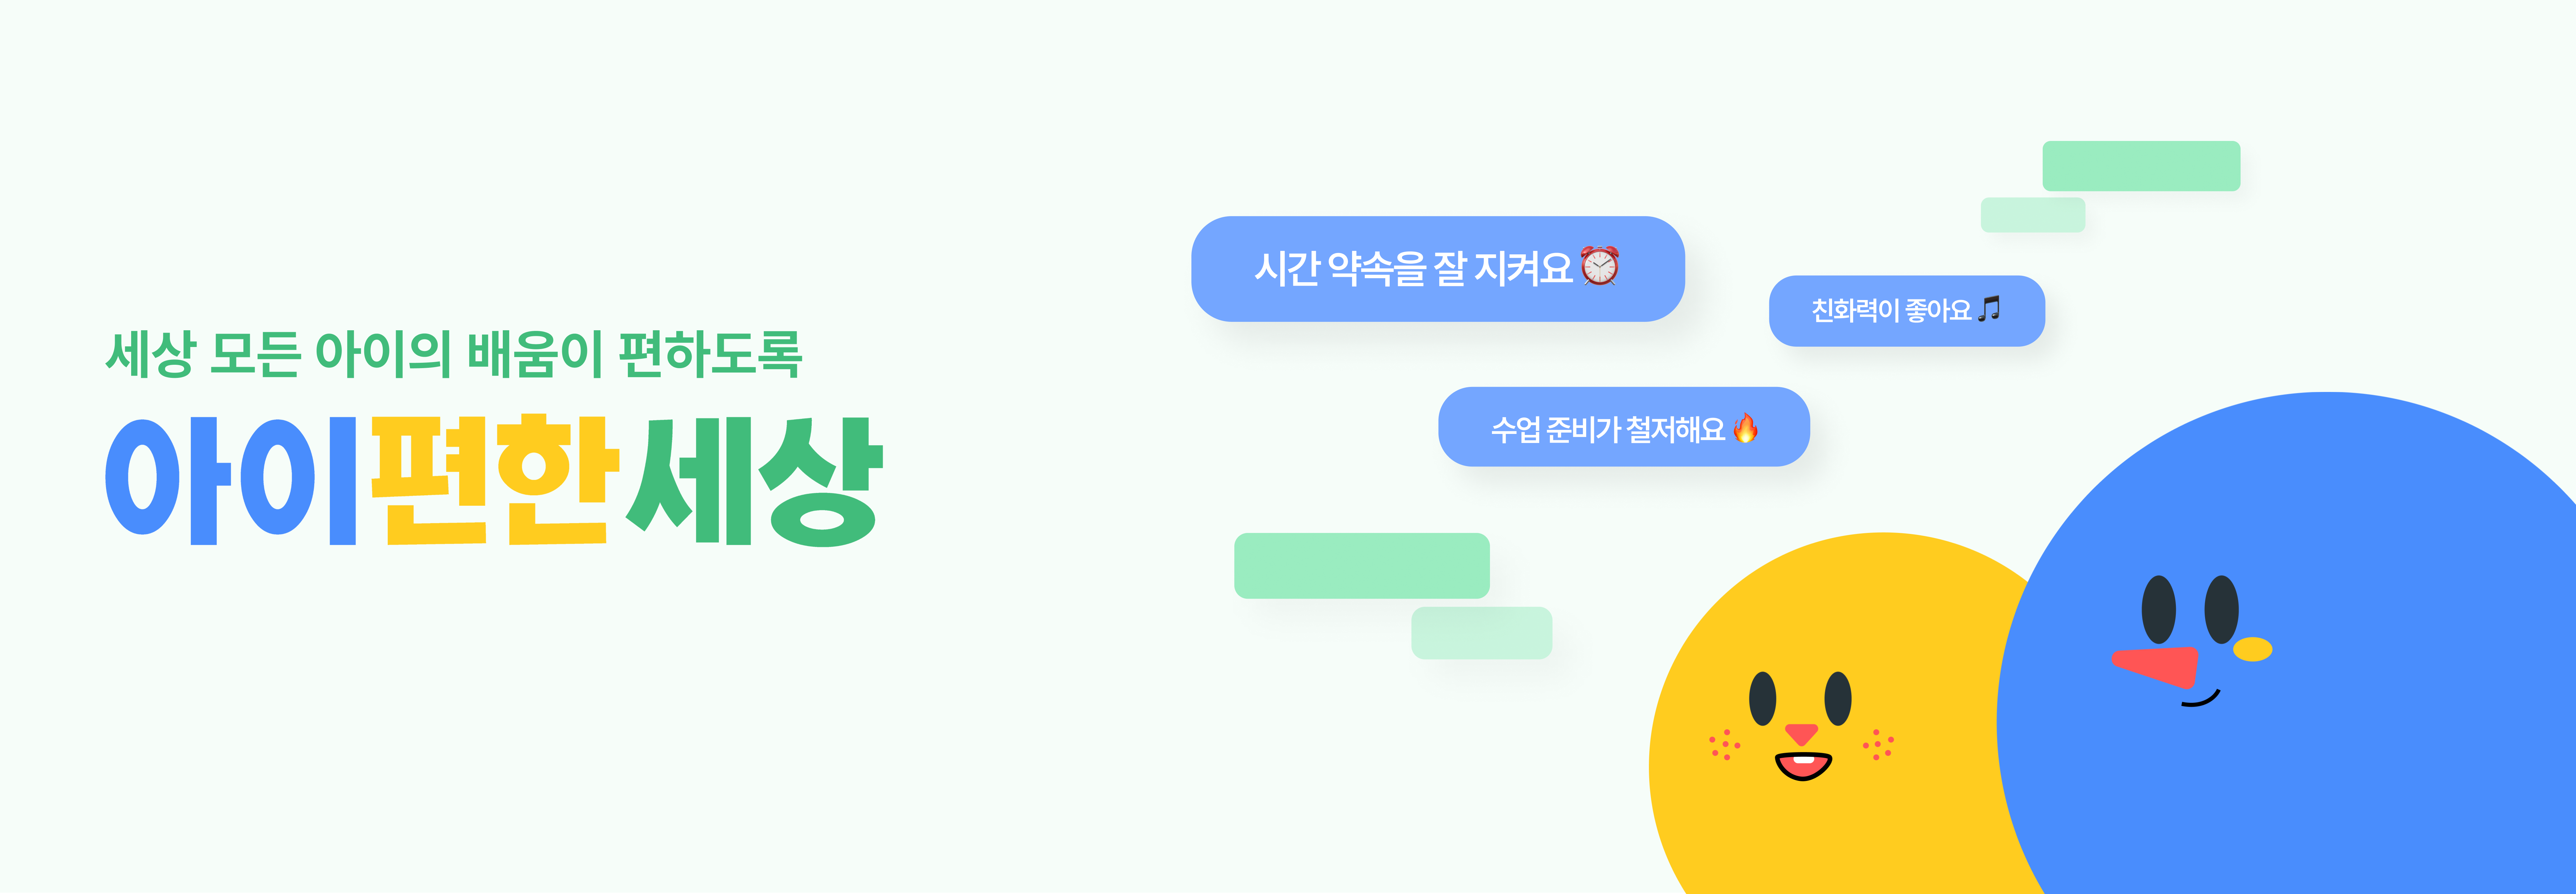 세상 모든 아이의 배움이 편하도록
아이편한세상
시간 약속을 잘 지켜요 ⏰
친화력이 좋아요 🎵
수업 준비가 철저해요 🔥